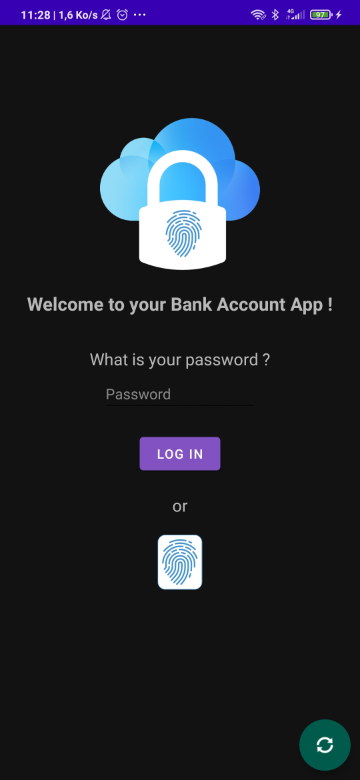 11:28 | 1,6 Ko/s
4G
97
Welcome to your Bank Account App !
What is your password ?
Password
LOG IN
or